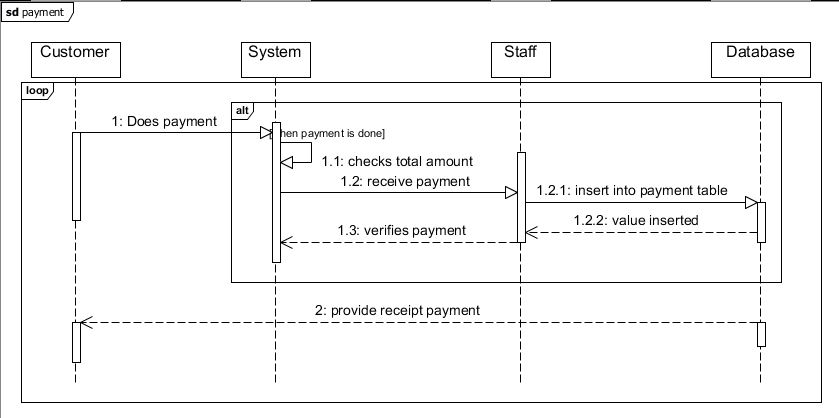 sd payment
Customer
System
Staff
Database
loop
alt
1: Does payment
hen payment is done]
1.1: checks total amount
1.2: receive payment
1.2.1: insert into payment table
1.2.2: value inserted
1.3: verifies payment
2: provide receipt payment